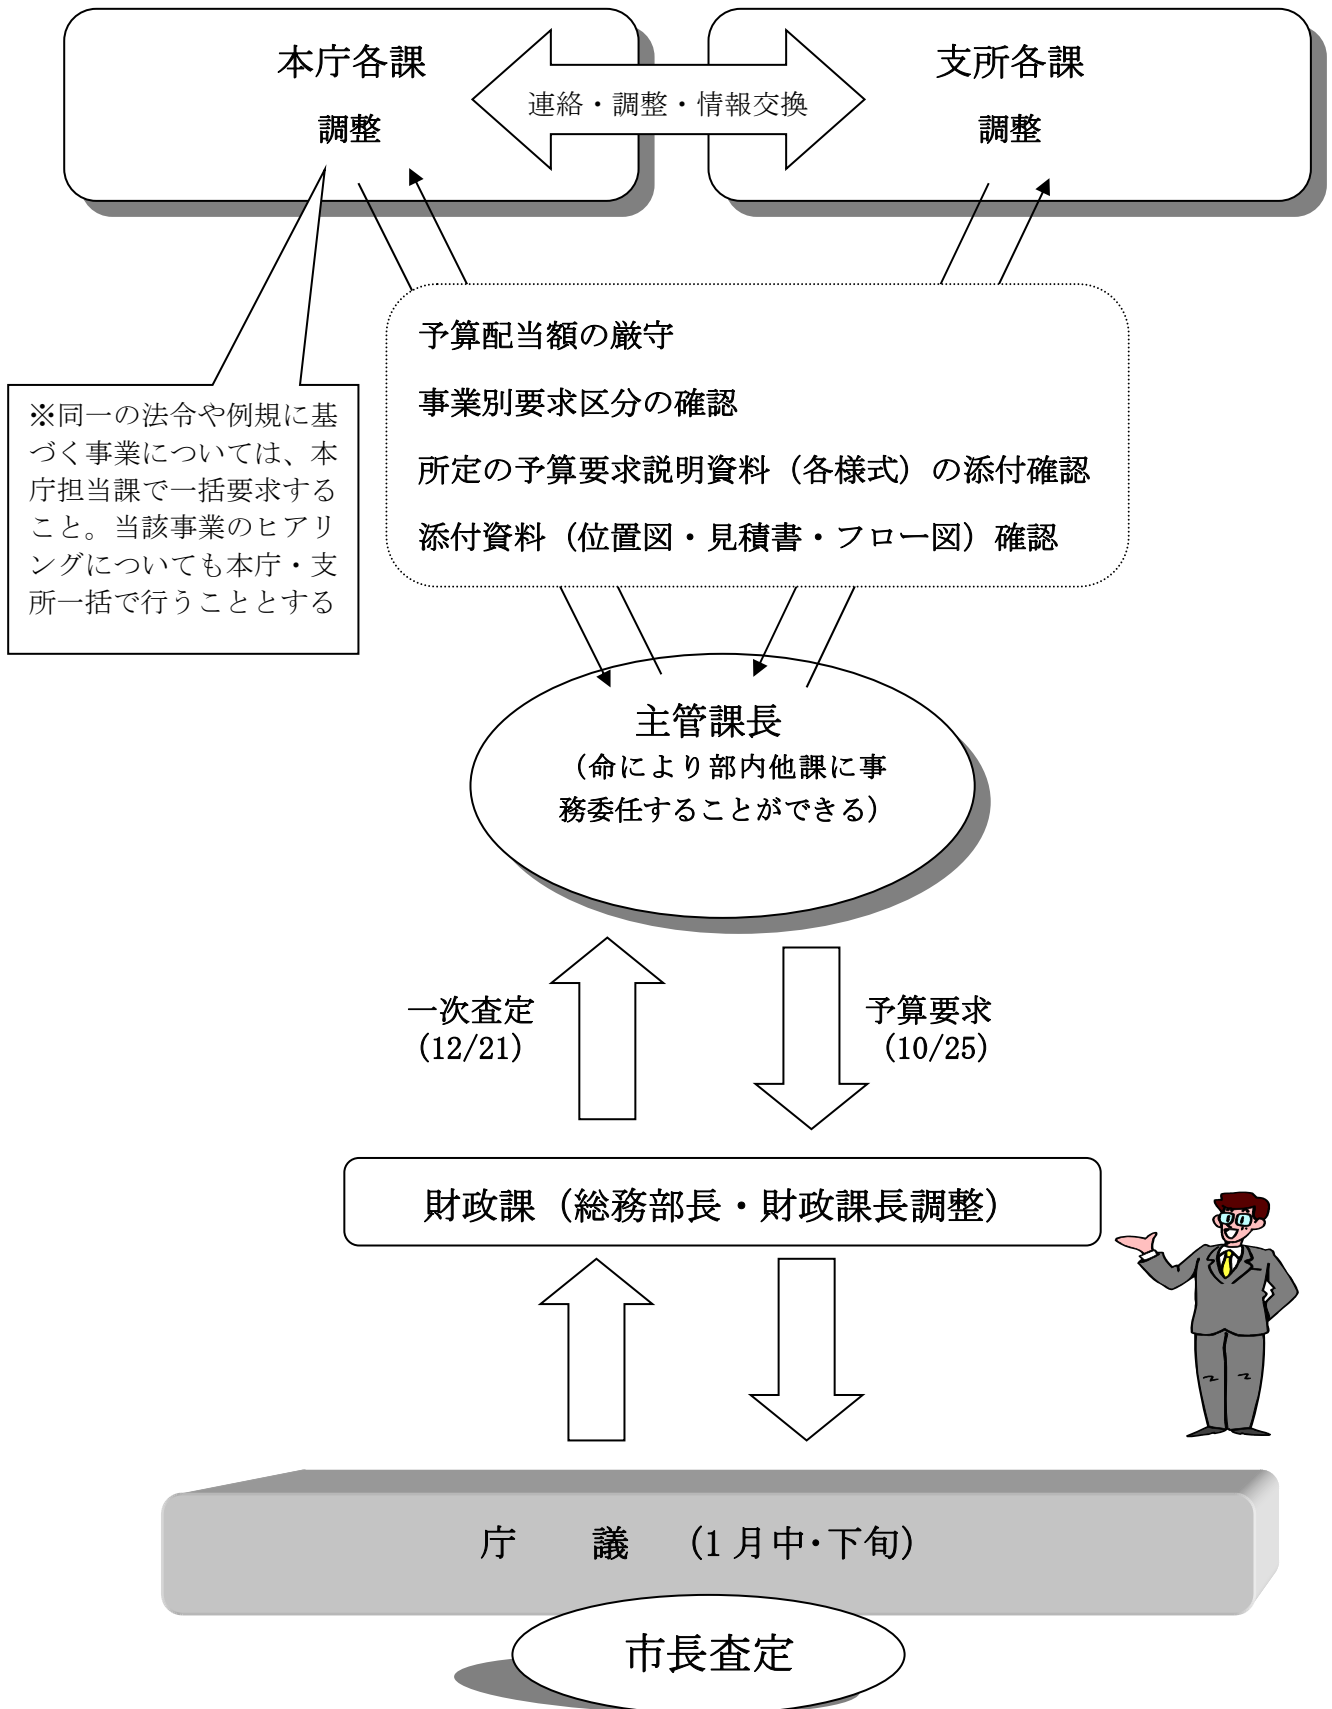 本庁各課
調整
連絡・調整・情報交換
支所各課
調整
予算配当額の厳守
事業別要求区分の確認
所定の予算要求説明資料（各様式）の添付確認
添付資料（位置図・見積書・フロー図）確認
※同一の法令や例規に基
づく事業については、本
庁担当課で一括要求する
こと。当該事業のヒアリ
ングについても本庁・支
所一括で行うこととする
主管課長
（命により部内他課に事
務委任することができる）
一次査定
（12/21）
予算要求
（10/25）
財政課（総務部長・財政課長調整）
庁　議　（1月中・下旬）
市長査定